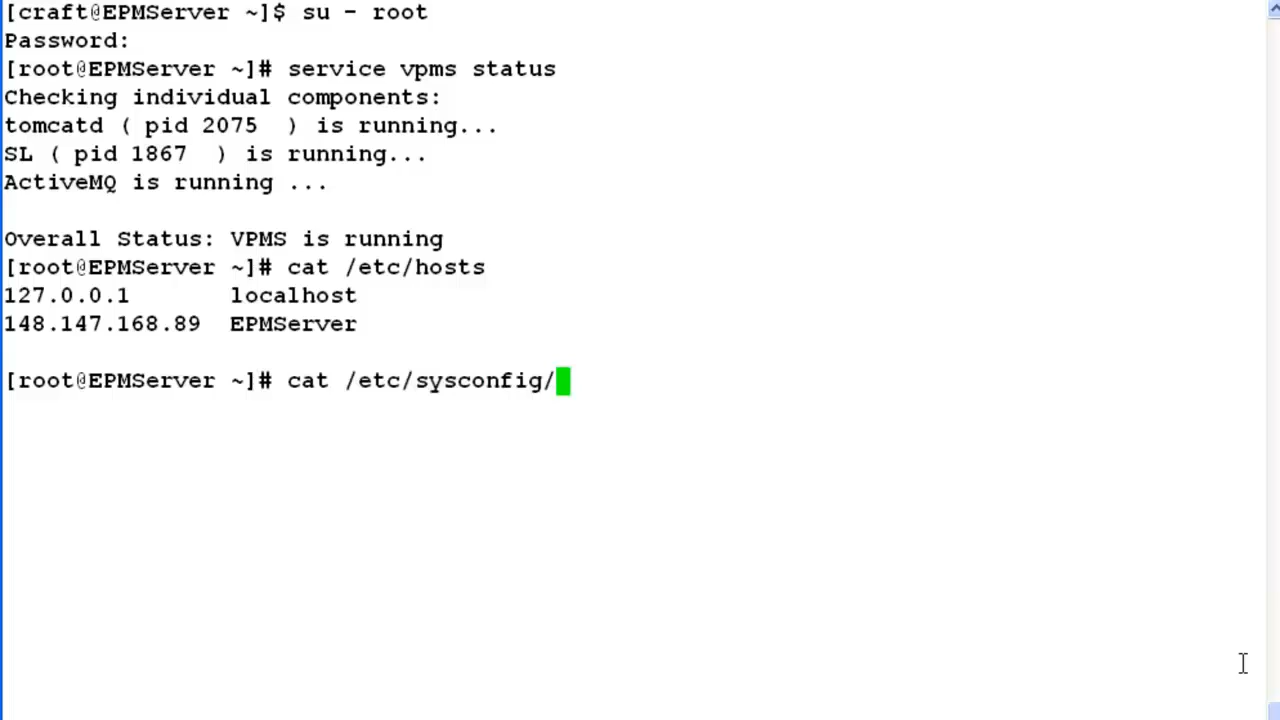 [craft@EPMServer ~]$ su - root
Password:
[root@EPMServer ~]# service vpms status
Checking individual components:
tomcatd ( pid 2075  ) is running...
SL ( pid 1867  ) is running...
ActiveMQ is running ...
Overall Status: VPMS is running
[root@EPMServer ~]# cat /etc/hosts
127.0.0.1       localhost
148.147.168.89  EPMServer
[root@EPMServer ~]# cat /etc/sysconfig/